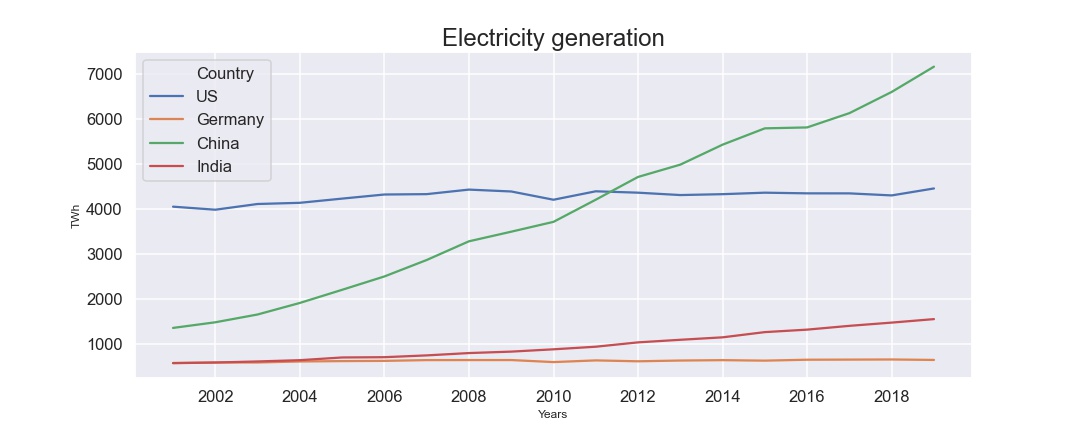 Electricity generation
Country
US
Germany
China
India
7000
6000
5000
4000
3000
2000
1000
TWh
2002 2004 2006 2008 2010 2012 2014 2016 2018
Years